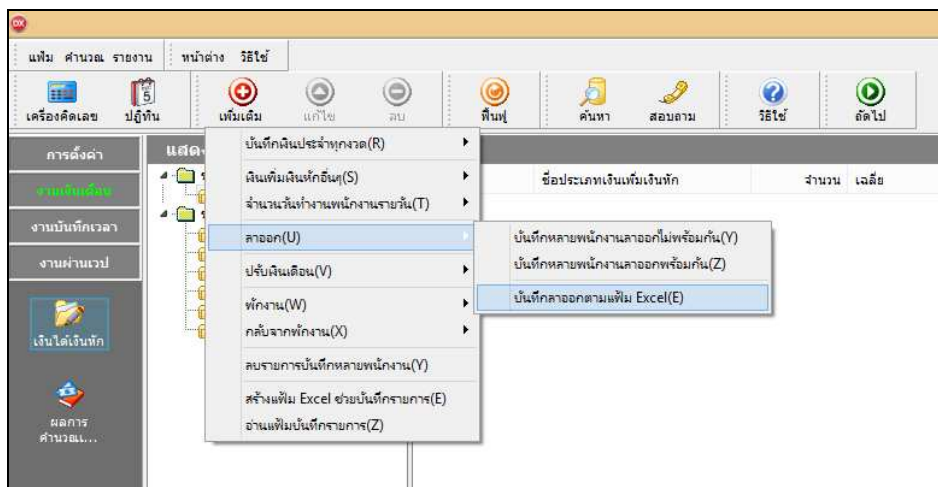 แฟ้ม คำนวณ รายงาน หน้าต่าง วิธีใช้
เครื่องคิดเลข ปฏิทิน เพิ่มเติม แก้ไข ลบ ฟื้นฟู ค้นหา สอบถาม วิธีใช้ ถัดไป
การตั้งค่า
งานเงินเดือน
งานบันทึกเวลา
งานผ่านเวป
เงินได้เงินหัก
ผลการ
คำนวณ...
แสดง
ชื่อประเภทเงินเพิ่มเงินหัก จำนวน เฉลี่ย
บันทึกเงินประจำทุกงวด(R)
เงินเพิ่มเงินหักอื่นๆ(S)
จำนวนวันทำงานพนักงานรายวัน(T)
ลาออก(U)
ปรับเงินเดือน(V)
พักงาน(W)
กลับจากพักงาน(X)
ลบรายการบันทึกหลายพนักงาน(Y)
สร้างแฟ้ม Excel ช่วยบันทึกรายการ(E)
อ่านแฟ้มบันทึกรายการ(Z)
บันทึกหลายพนักงานลาออกไม่พร้อมกัน(Y)
บันทึกหลายพนักงานลาออกพร้อมกัน(Z)
บันทึกลาออกตามแฟ้ม Excel(E)